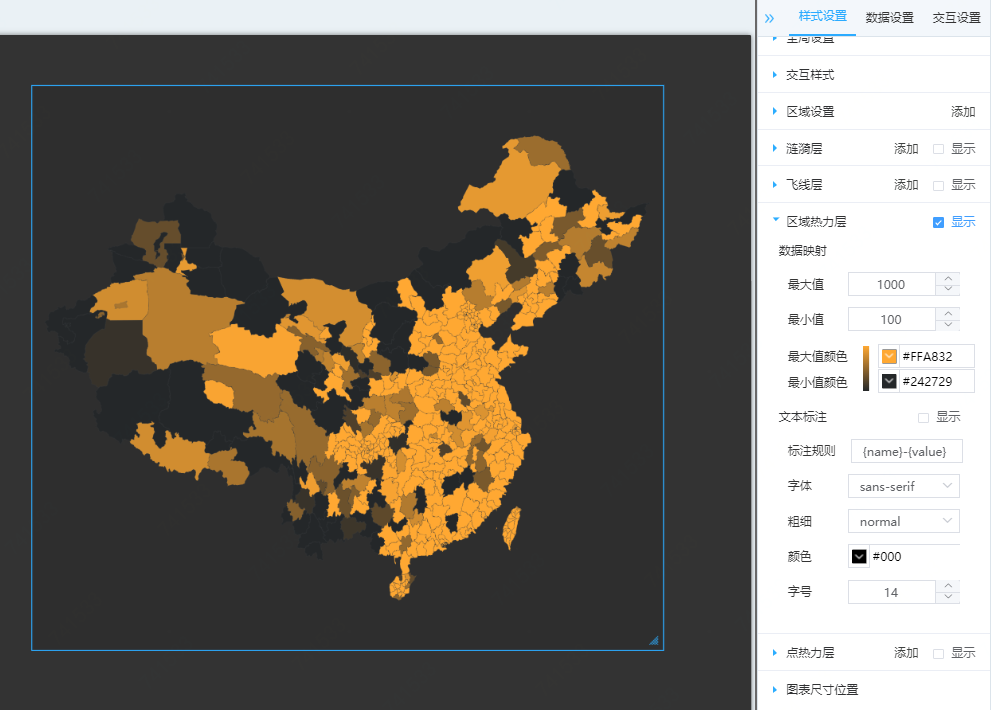 » 样式设置 数据设置 交互设置
全局设置
交互样式
区域设置 添加
涟漪层 添加 显示
飞线层 添加 显示
区域热力层 显示
数据映射
最大值 1000
最小值 100
最大值颜色 #FFA832
最小值颜色 #242729
文本标注 显示
标注规则 {name}-{value}
字体 sans-serif
粗细 normal
颜色 #000
字号 14
点热力层 添加 显示
图表尺寸位置